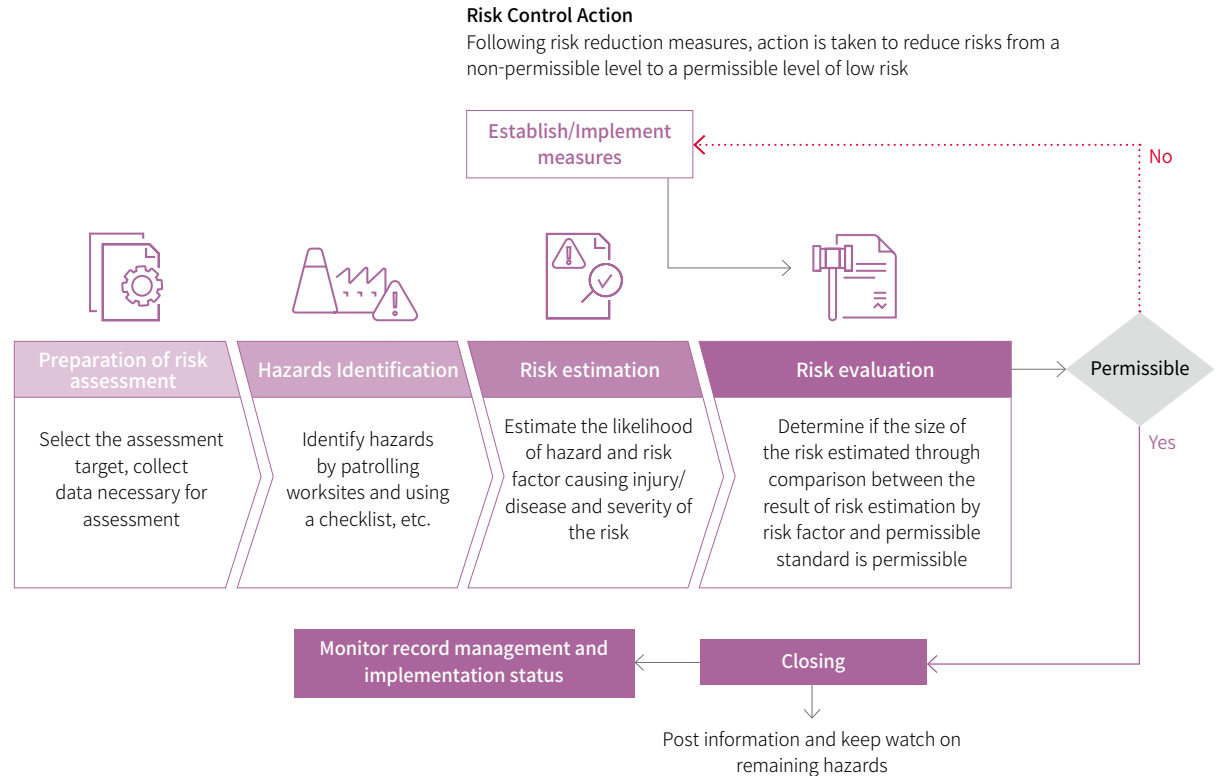 Risk Control Action
Following risk reduction measures, action is taken to reduce risks from a
non-permissible level to a permissible level of low risk
Establish/Implement
measures
No
Preparation of risk
assessment
Hazards Identification
Risk estimation
Risk evaluation
Permissible
Select the assessment
target, collect
data necessary for
assessment
Identify hazards
by patrolling
worksites and using
a checklist, etc.
Estimate the likelihood
of hazard and risk
factor causing injury/
disease and severity of
the risk
Determine if the size of
the risk estimated through
comparison between the
result of risk estimation by
risk factor and permissible
standard is permissible
Yes
Monitor record management and
implementation status
Closing
Post information and keep watch on
remaining hazards